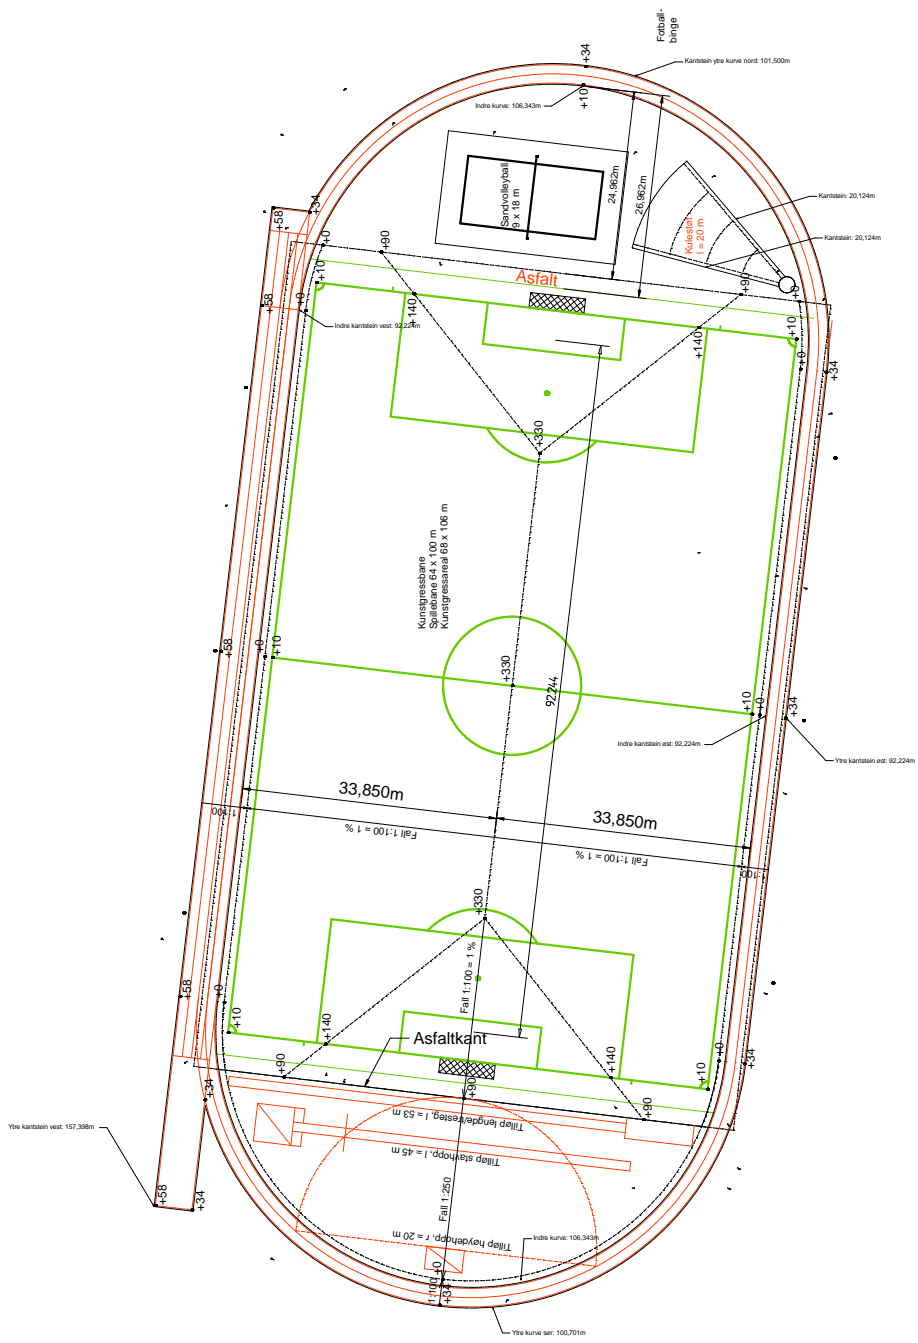 Fotball-
binge
+34
Kantstein ytre kurve nord: 101,500m
+10
Indre kurve: 106,343m
24,962m
26,962m
Sandvolleyball
9 x 18 m
Kulestøt
l = 20 m
Kantstein: 20,124m
Kantstein: 20,124m
+58
+34
+0
+90
+10
Asfalt
+90
+0
+58
+0
+140
Indre kantstein vest: 92,224m
+140
+10
+0
+34
+330
Kunstgressbane
Spillebane 64 x 100 m
Kunstgressareal 68 x 106 m
+58
+0
+10
+330
92.244
+10
+0
+34
Indre kantstein øst: 92,224m
Ytre kantstein øst: 92,224m
33,850m
33,850m
1:100
Fall 1:100 = 1 %
Fall 1:100 = 1 %
1:100
+330
Fall 1:100 = 1 %
+58
+0
+10
+140
Asfaltkant
+90
+90
+140
+10
+0
+34
+90
+34
Tilløp lengde/tresteg, l = 53 m
Ytre kantstein vest: 157,398m
Tilløp stavhopp, l = 45 m
+58
+34
Fall 1:250
Tilløp høydehopp, r = 20 m
Indre kurve: 106,343m
+0
1:100
+34
Ytre kurve sør: 100,701m